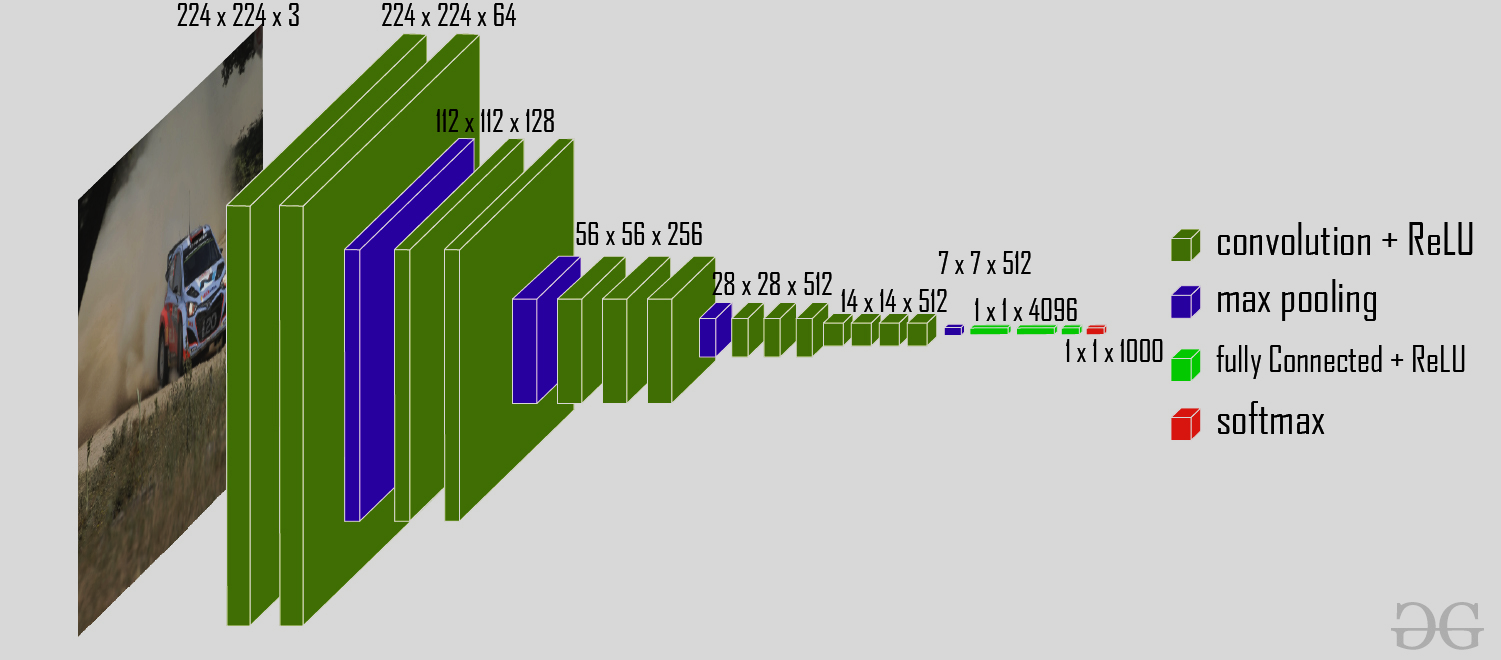 224 x 224 x 3
224 x 224 x 64
112 x 112 x 128
56 x 56 x 256
28 x 28 x 512
14 x 14 x 512
7 x 7 x 512
1 x 1 x 4096
1 x 1 x 1000
convolution + ReLU
max pooling
fully Connected + ReLU
softmax